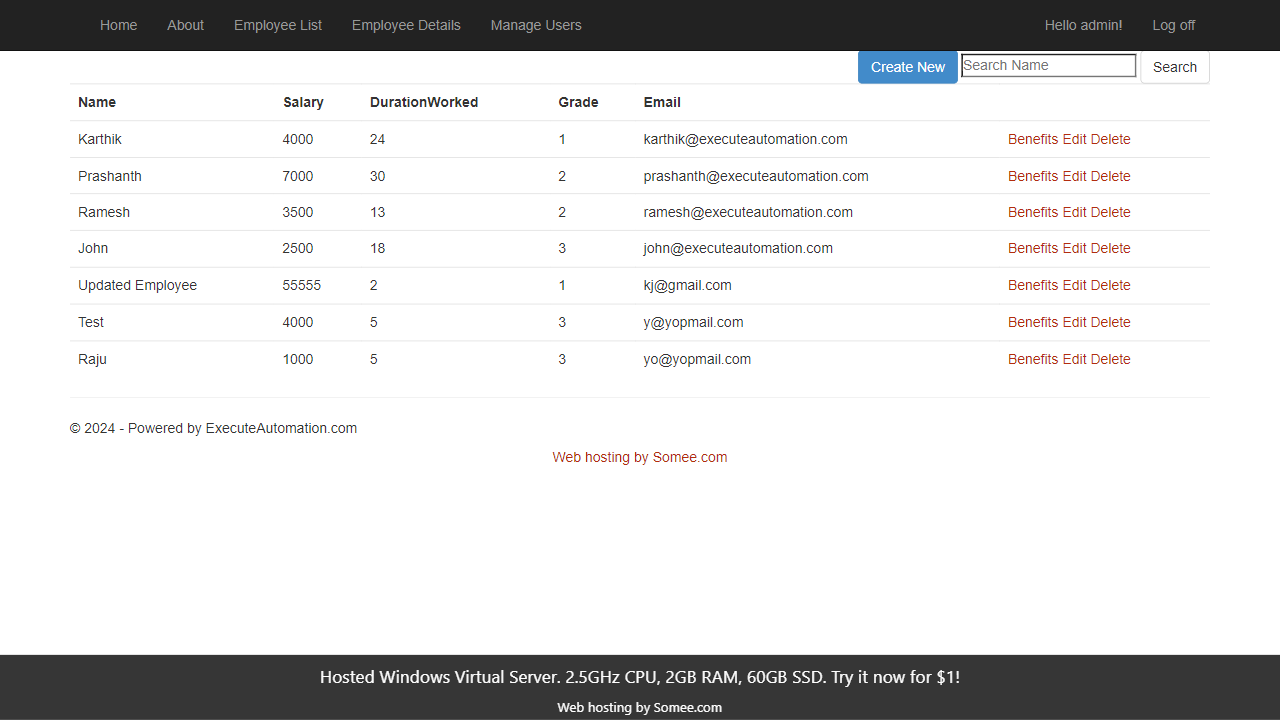 Home About Employee List Employee Details Manage Users Hello admin! Log off
Create New Search Name Search
Name Salary DurationWorked Grade Email
Karthik 4000 24 1 karthik@executeautomation.com Benefits Edit Delete
Prashanth 7000 30 2 prashanth@executeautomation.com Benefits Edit Delete
Ramesh 3500 13 2 ramesh@executeautomation.com Benefits Edit Delete
John 2500 18 3 john@executeautomation.com Benefits Edit Delete
Updated Employee 55555 2 1 kj@gmail.com Benefits Edit Delete
Test 4000 5 3 y@yopmail.com Benefits Edit Delete
Raju 1000 5 3 yo@yopmail.com Benefits Edit Delete
© 2024 - Powered by ExecuteAutomation.com
Web hosting by Somee.com
Hosted Windows Virtual Server. 2.5GHz CPU, 2GB RAM, 60GB SSD. Try it now for $1!
Web hosting by Somee.com